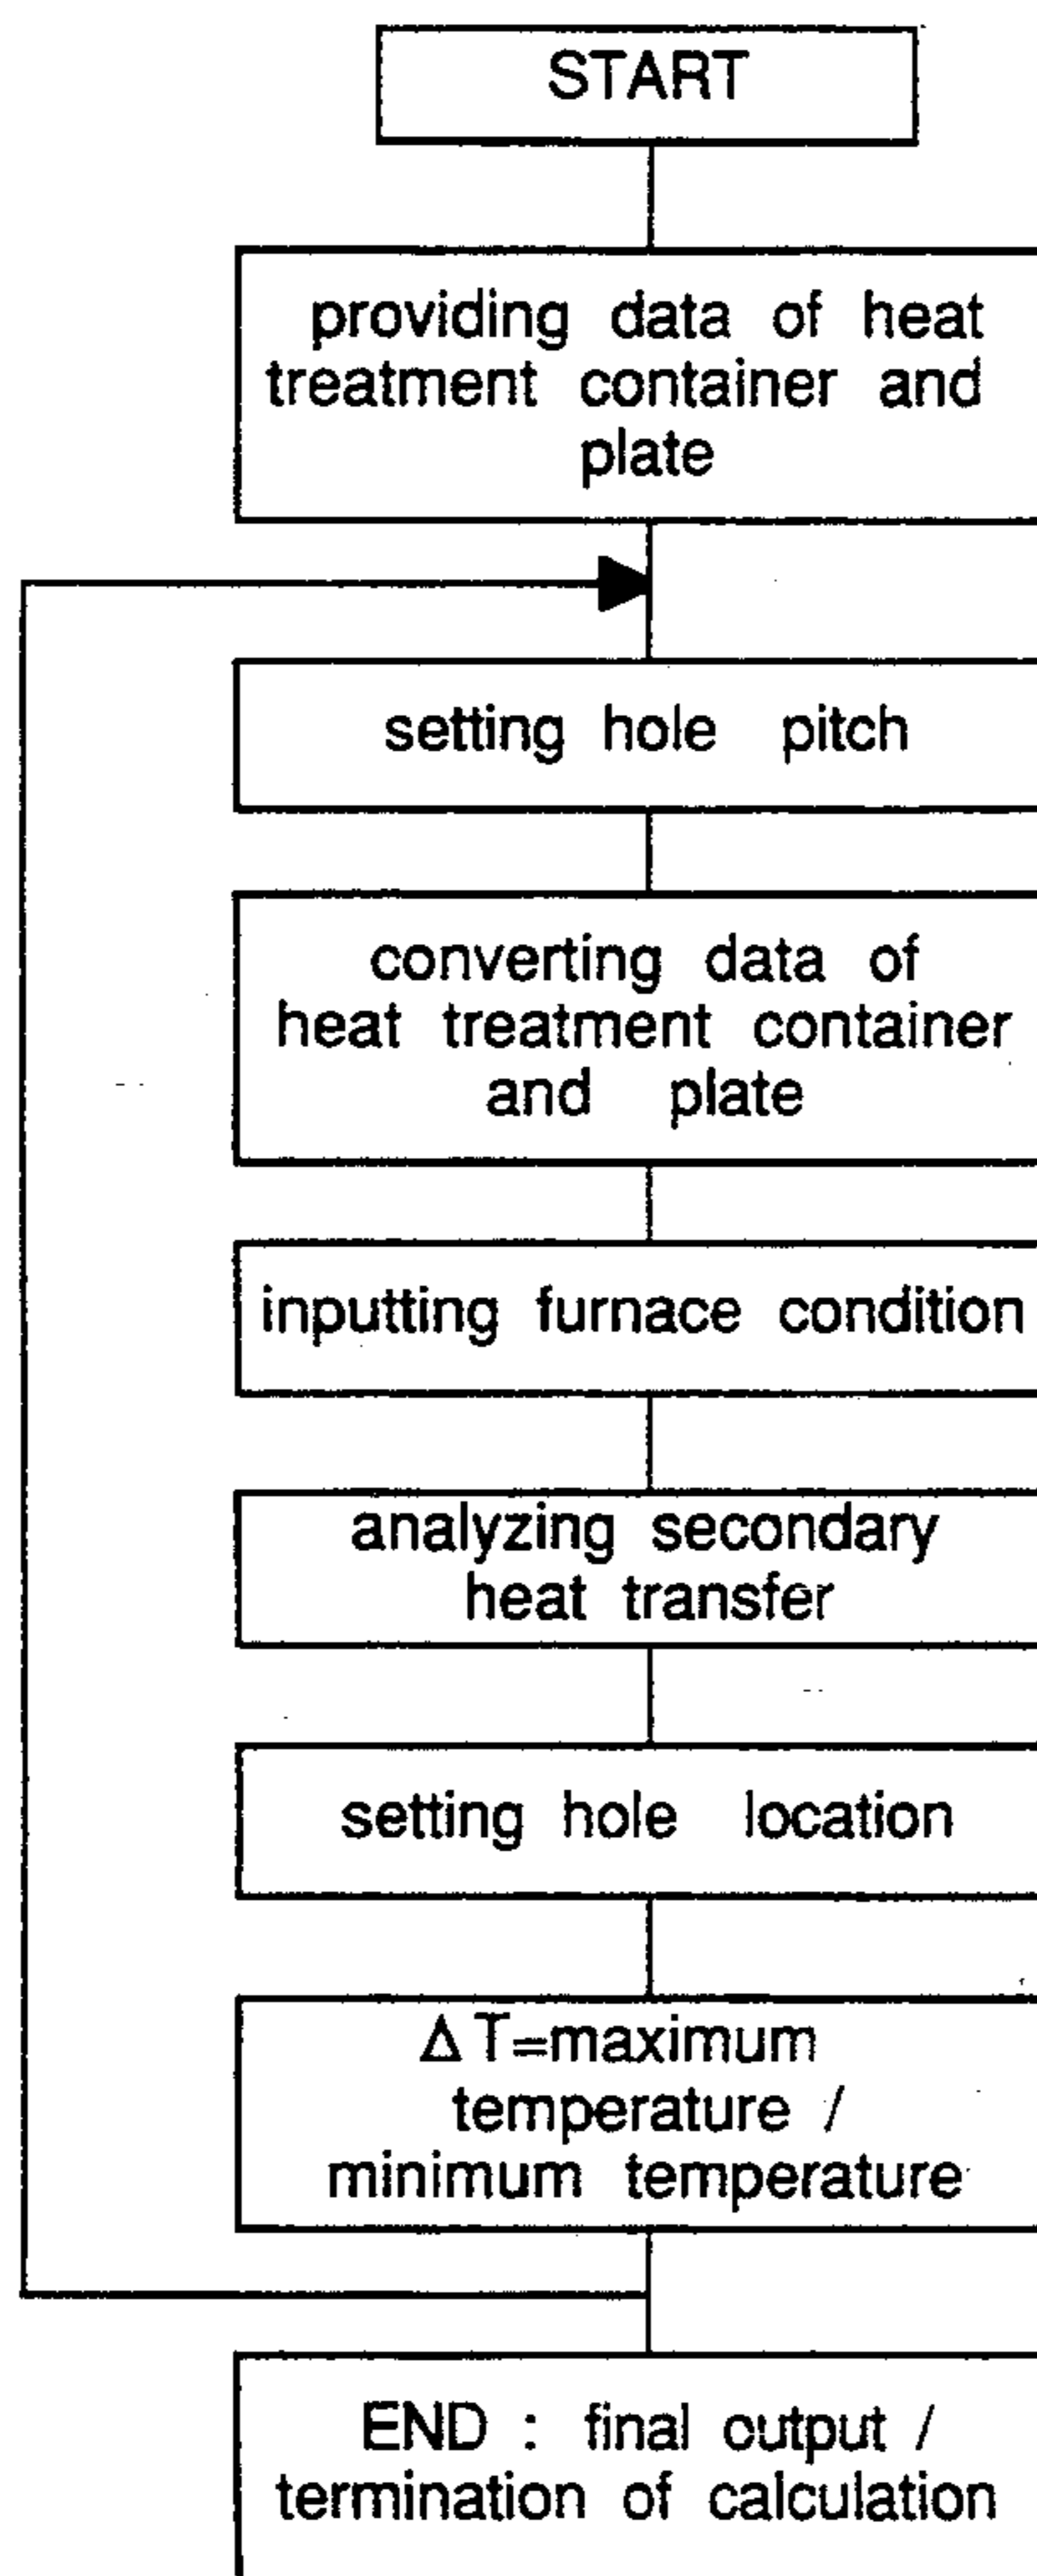 START
providing data of heat
treatment container and
plate
setting hole pitch
converting data of
heat treatment container
and plate
inputting furnace condition
analyzing secondary
heat transfer
setting hole location
ΔT=maximum
temperature /
minimum temperature
END : final output /
termination of calculation